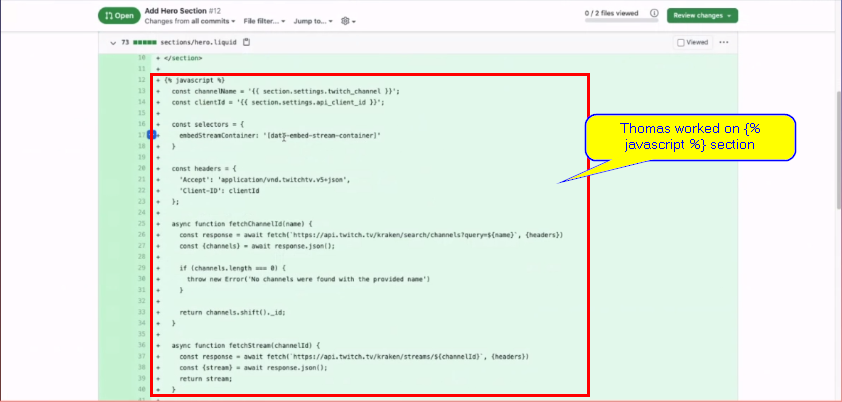 Open
Add Hero Section #12
Changes from all commits
File filter...
Jump to...
0 / 2 files viewed
Review changes
73
sections/hero.liquid
Viewed
10 + </section>
11 +
12 + {% javascript %}
13 + const channelName = '{{ section.settings.twitch_channel }}';
14 + const clientId = '{{ section.settings.api_client_id }}';
15 +
16 + const selectors = {
17 + embedStreamContainer: '[data-embed-stream-container]'
18 + }
19 +
20 + const headers = {
21 + 'Accept': 'application/vnd.twitchtv.v5+json',
22 + 'Client-ID': clientId
23 + };
24 +
25 + async function fetchChannelId(name) {
26 + const response = await fetch(`https://api.twitch.tv/kraken/search/channels?query=${name}`, {headers})
27 + const {channels} = await response.json();
28 +
29 + if (channels.length === 0) {
30 + throw new Error('No channels were found with the provided name')
31 + }
32 +
33 + return channels.shift()._id;
34 + }
35 +
36 + async function fetchStream(channelId) {
37 + const response = await fetch(`https://api.twitch.tv/kraken/streams/${channelId}`, {headers})
38 + const {stream} = await response.json();
39 + return stream;
40 + }
Thomas worked on {%
javascript %} section